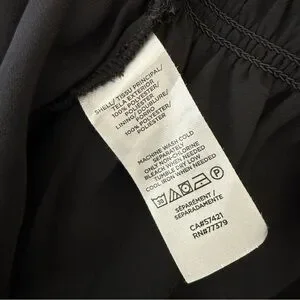 SHELL/TISSU PRINCIPAL/
TELA EXTERIOR
100% POLYESTER/
POLYESTER
LINING/DOUBLURE/
FORRO
100% POLYESTER/
POLIÉSTER
MACHINE WASH COLD
SEPARATELY
ONLY NON-CHLORINE
BLEACH WHEN NEEDED
TUMBLE DRY LOW
COOL IRON WHEN NEEDED
30
P
SÉPARÉMENT/
SEPARADAMENTE
CA#57421
RN#77379